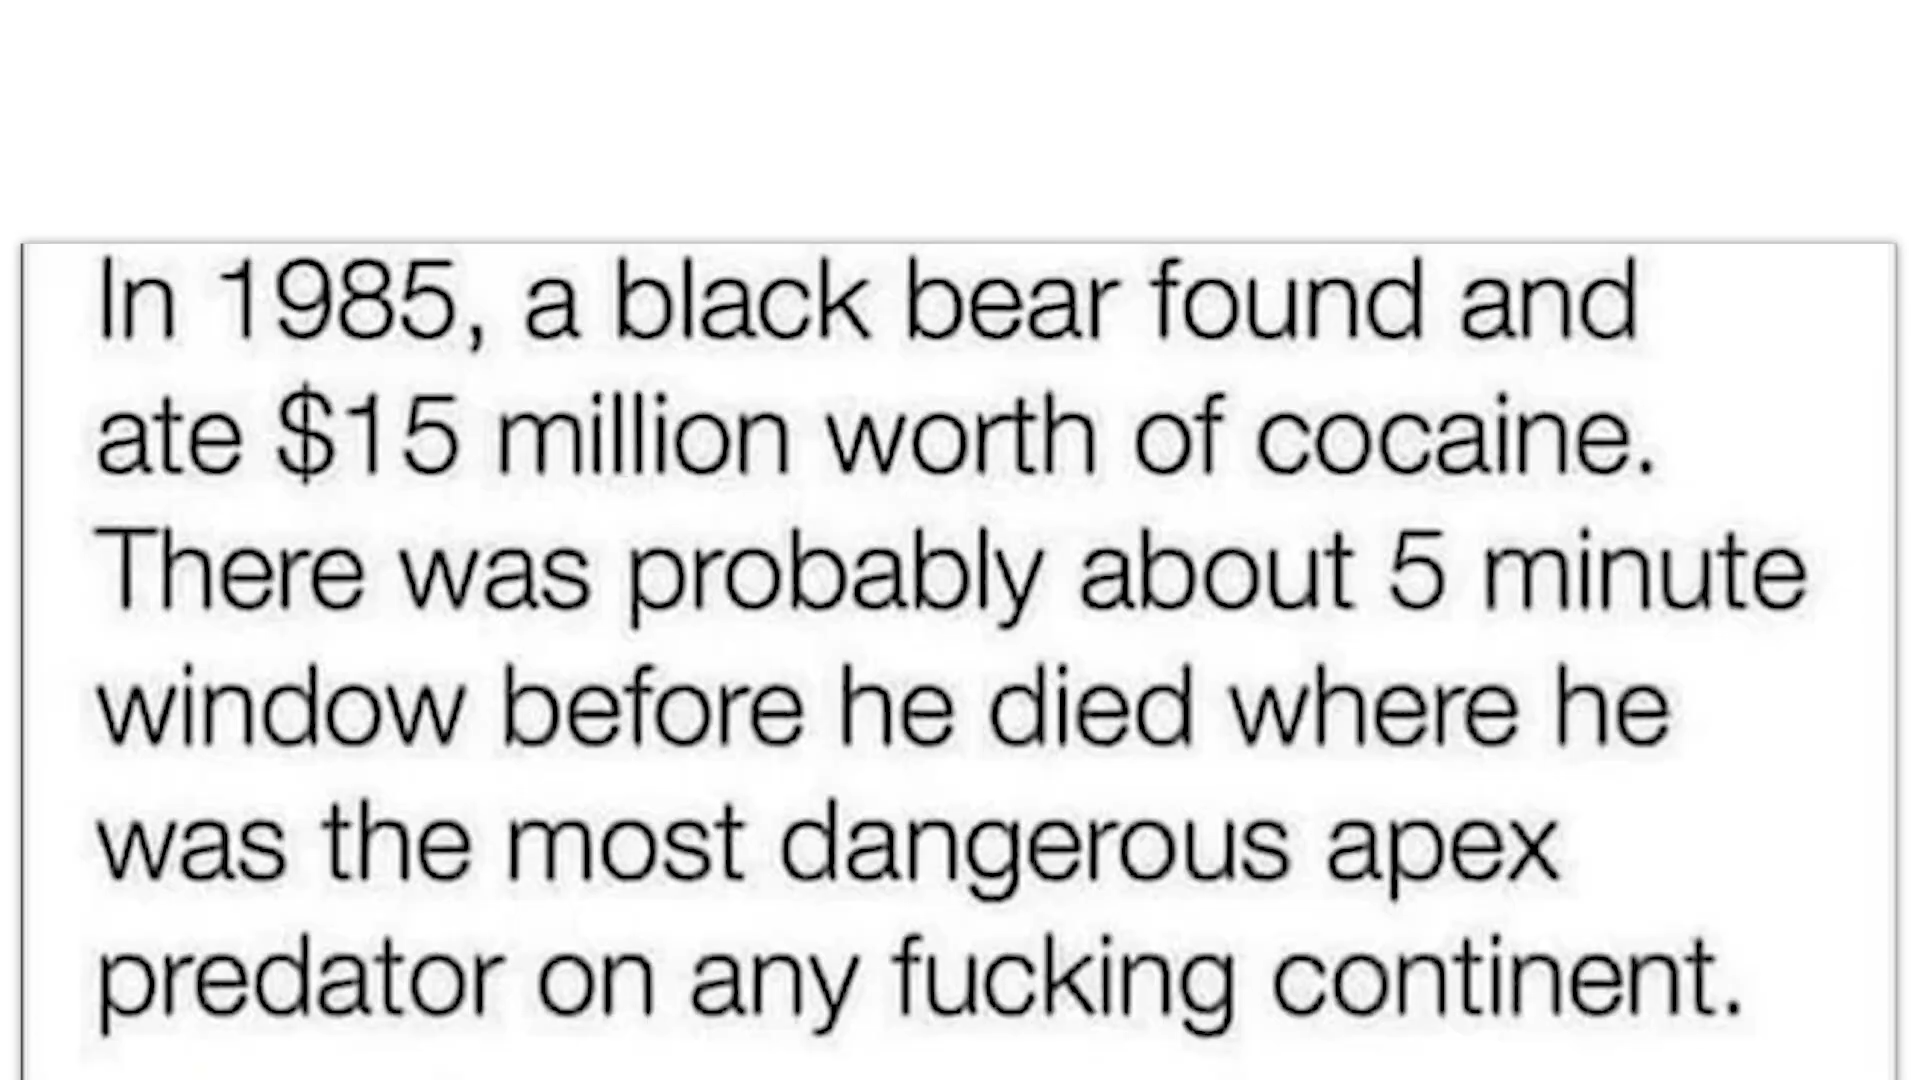 In 1985, a black bear found and
ate $15 million worth of cocaine.
There was probably about 5 minute
window before he died where he
was the most dangerous apex
predator on any fucking continent.